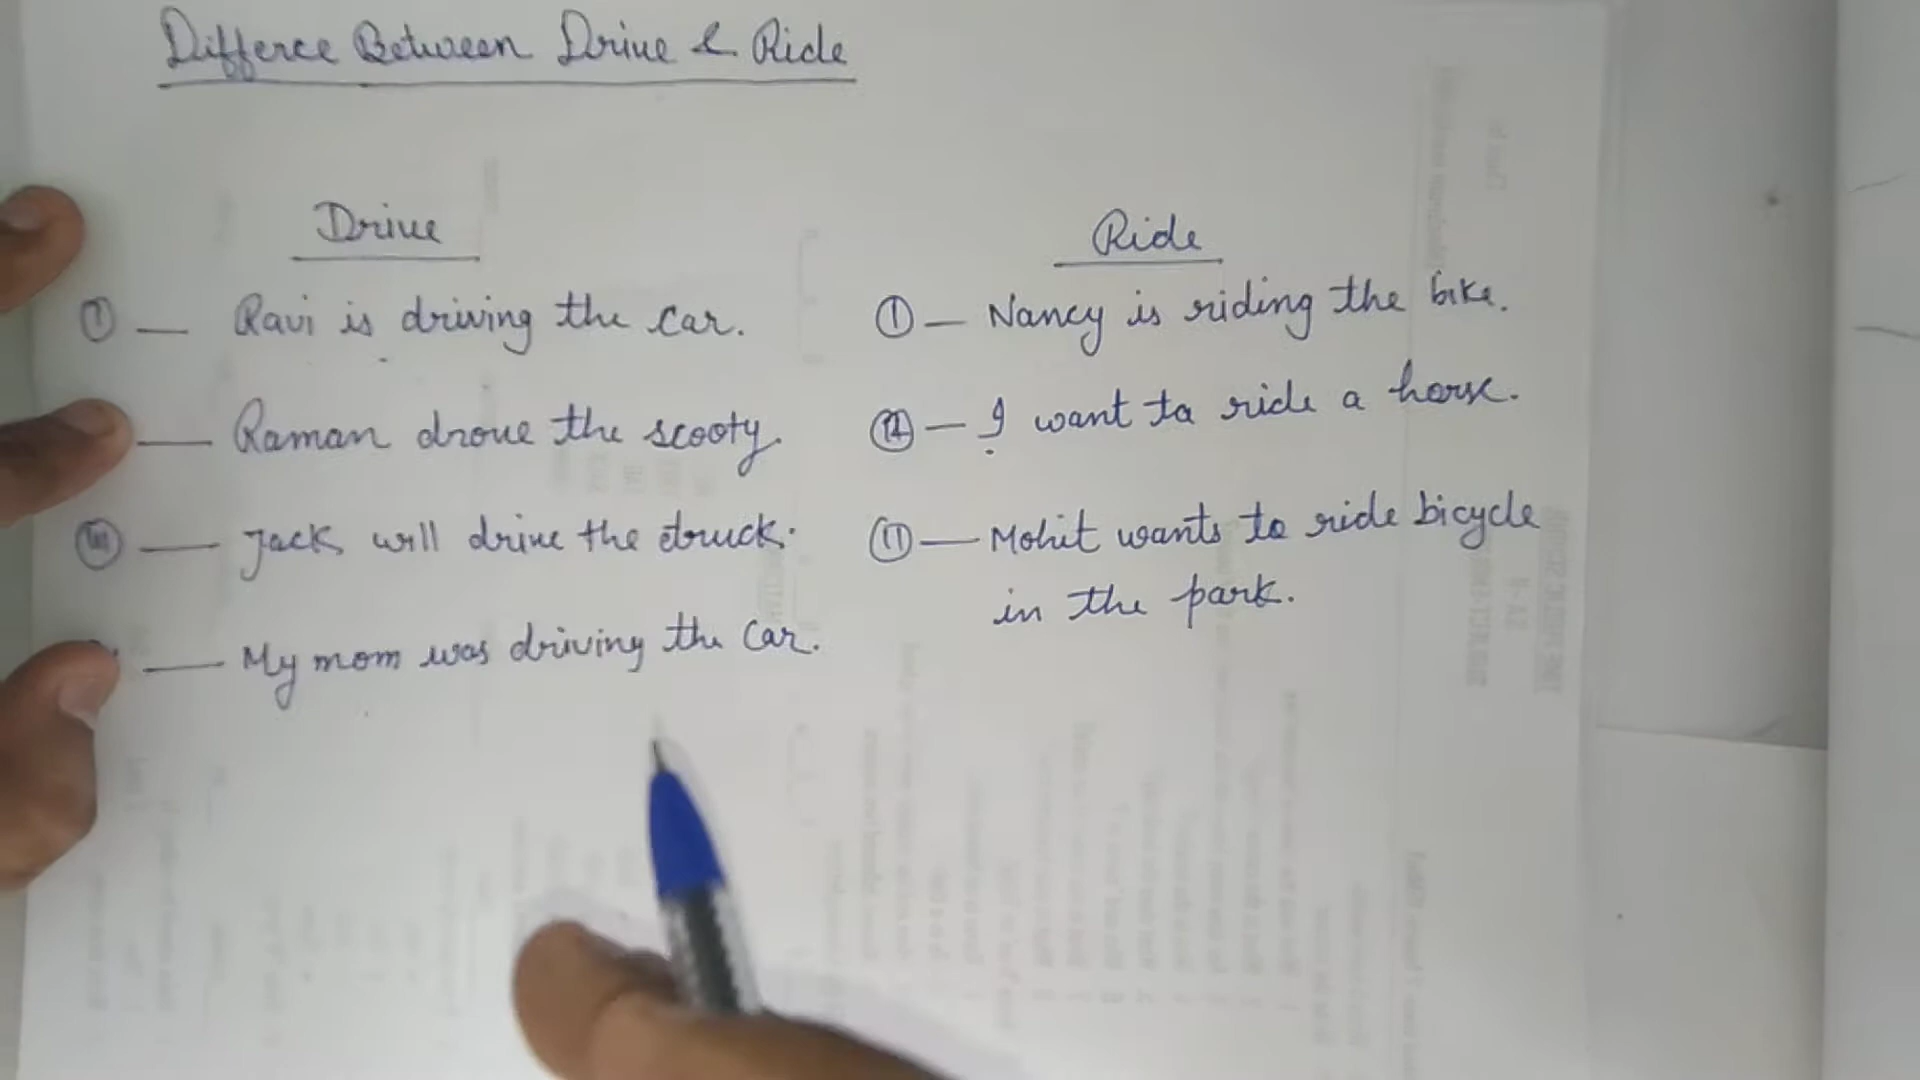 Differce Between Drive & Ride
Drive
Ride
① — Ravi is driving the car.
— Raman drove the scooty.
— Jack will drive the truck.
— My mom was driving the car.
① — Nancy is riding the bike.
— I want to ride a horse.
⑪ — Mohit wants to ride bicycle
in the park.